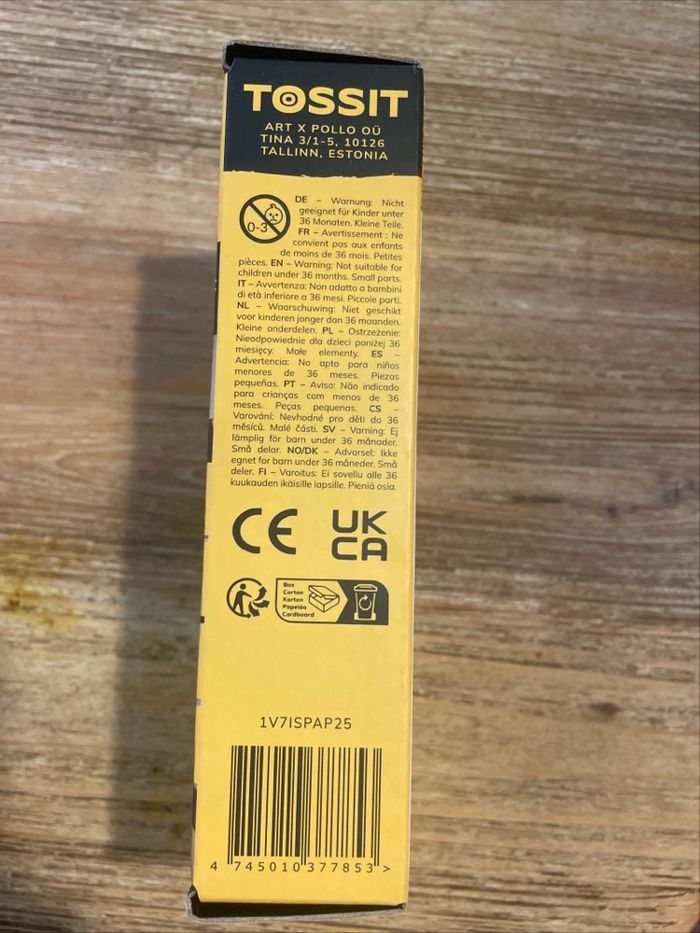 TOSSIT
ART X POLLO OÜ
TINA 3/1-5, 10126
TALLINN, ESTONIA
0-3
DE – Warnung: Nicht
geeignet für Kinder unter
36 Monaten. Kleine Teile.
FR – Avertissement : Ne
convient pas aux enfants
de moins de 36 mois. Petites
pièces. EN – Warning: Not suitable for
children under 36 months. Small parts.
IT – Avvertenza: Non adatto a bambini
di età inferiore a 36 mesi. Piccole parti.
NL – Waarschuwing: Niet geschikt
voor kinderen jonger dan 36 maanden.
Kleine onderdelen. PL – Ostrzeżenie:
Nieodpowiednie dla dzieci poniżej 36
miesięcy. Małe elementy. ES –
Advertencia: No apto para niños
menores de 36 meses. Piezas
pequeñas. PT – Aviso: Não indicado
para crianças com menos de 36
meses. Peças pequenas. CS –
Varování: Nevhodné pro děti do 36
měsíců. Malé části. SV – Varning: Ej
lämplig för barn under 36 månader.
Små delar. NO/DK – Advarsel: Ikke
egnet for barn under 36 måneder. Små
deler. FI – Varoitus: Ei sovellu alle 36
kuukauden ikäisille lapsille. Pieniä osia.
CE
UK
CA
Box
Carton
Karton
Papelão
Cardboard
1V7ISPAP25
4 745010 377853 >